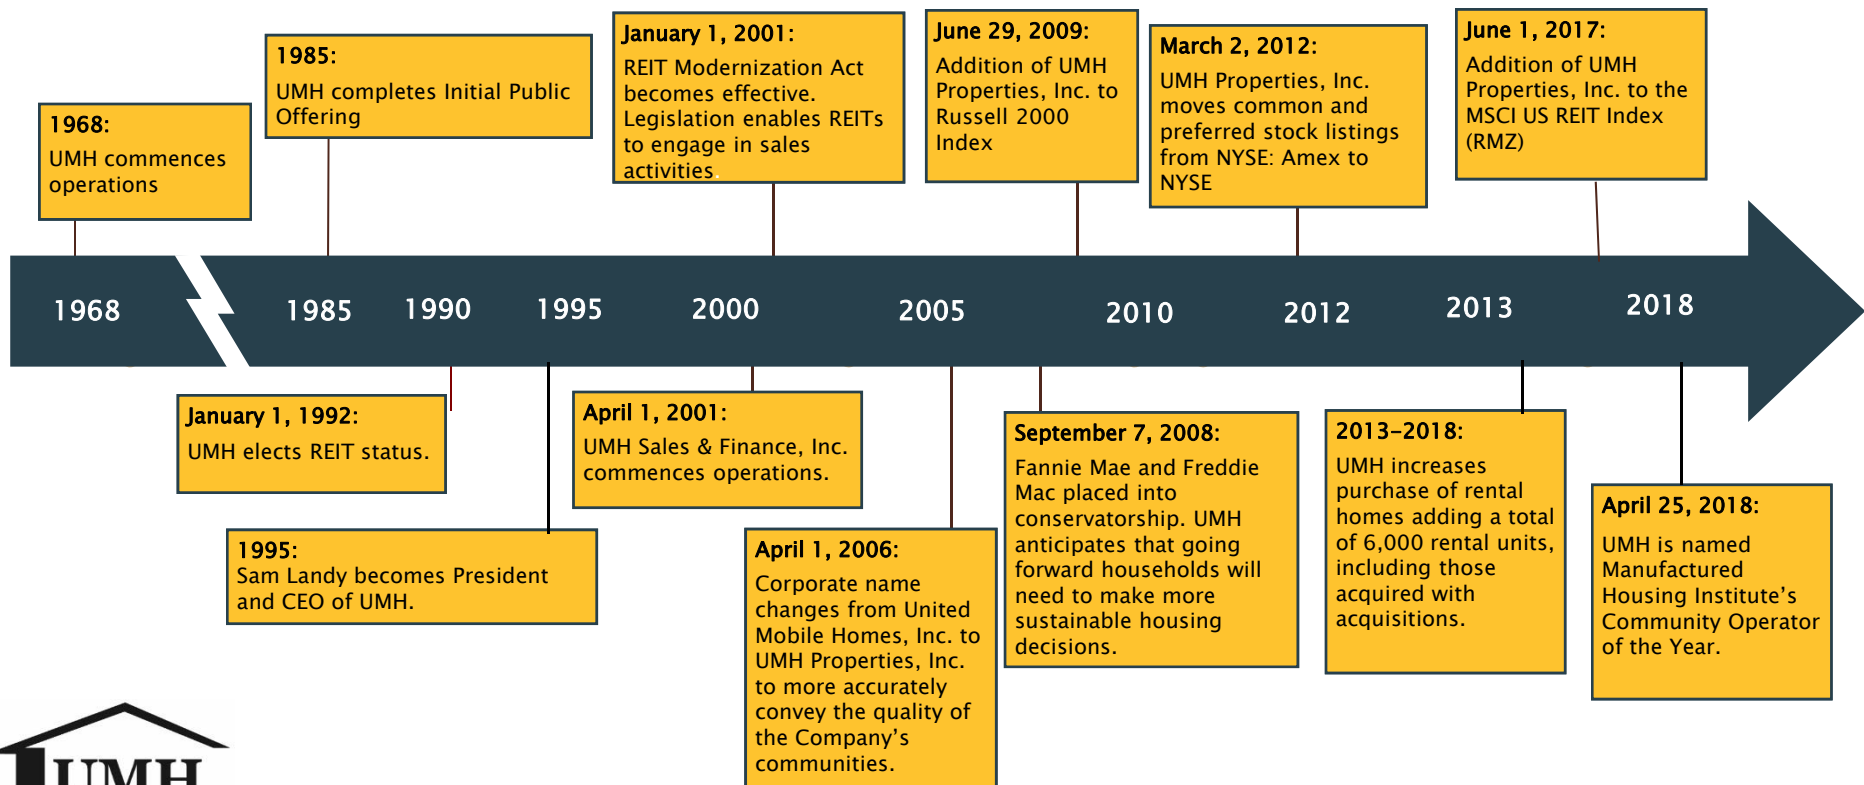 1968:
UMH commences
operations
1985:
UMH completes Initial Public
Offering
January 1, 2001:
REIT Modernization Act
becomes effective.
Legislation enables REITs
to engage in sales
activities.
June 29, 2009:
Addition of UMH
Properties, Inc. to
Russell 2000
Index
March 2, 2012:
UMH Properties, Inc.
moves common and
preferred stock listings
from NYSE: Amex to
NYSE
June 1, 2017:
Addition of UMH
Properties, Inc. to the
MSCI US REIT Index
(RMZ)
1968
1985
1990
1995
2000
2005
2010
2012
2013
2018
January 1, 1992:
UMH elects REIT status.
1995:
Sam Landy becomes President
and CEO of UMH.
April 1, 2001:
UMH Sales & Finance, Inc.
commences operations.
April 1, 2006:
Corporate name
changes from United
Mobile Homes, Inc. to
UMH Properties, Inc.
to more accurately
convey the quality of
the Company's
communities.
September 7, 2008:
Fannie Mae and Freddie
Mac placed into
conservatorship. UMH
anticipates that going
forward households will
need to make more
sustainable housing
decisions.
2013-2018:
UMH increases
purchase of rental
homes adding a total
of 6,000 rental units,
including those
acquired with
acquisitions.
April 25, 2018:
UMH is named
Manufactured
Housing Institute's
Community Operator
of the Year.
UMH